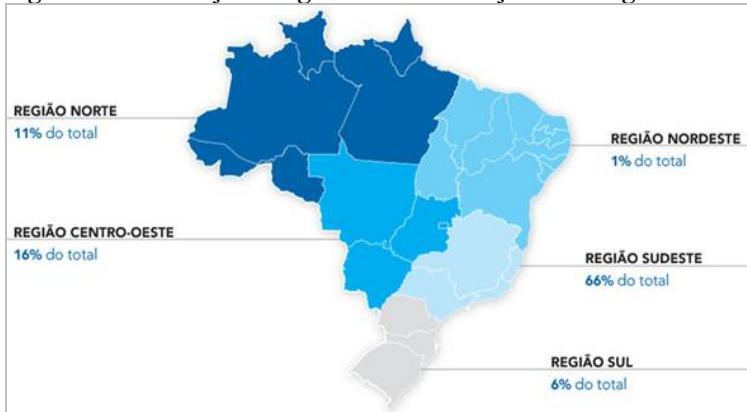 REGIÃO NORTE
11% do total
REGIÃO NORDESTE
1% do total
REGIÃO CENTRO-OESTE
16% do total
REGIÃO SUDESTE
66% do total
REGIÃO SUL
6% do total